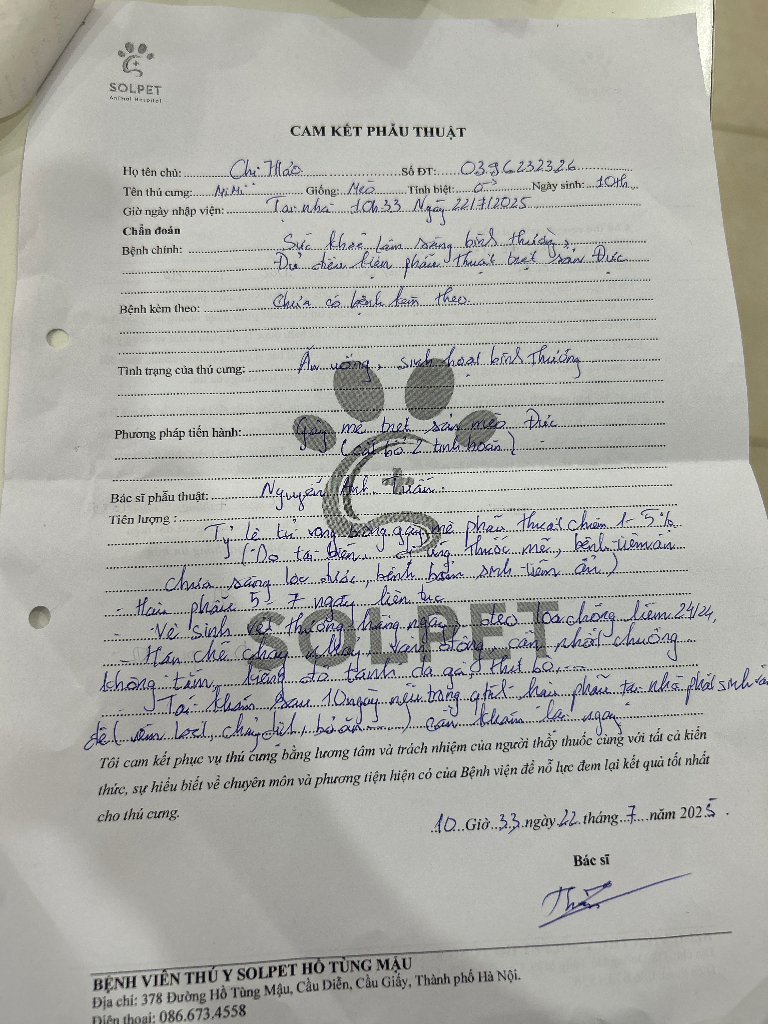 SOLPET
Animal Hospital
CAM KẾT PHẪU THUẬT
Họ tên chủ: Chị Thảo Số ĐT: 0396232326
Tên thú cưng: MiMi Giống: Mèo Tính biệt: ♂ Ngày sinh: 10th
Giờ ngày nhập viện: Tại nhà 10h33 Ngày 22/7/2025
Chẩn đoán
Bệnh chính: Sức khoẻ lâm sàng bình thường,
Đủ điều kiện phẫu thuật triệt sản Đực
Bệnh kèm theo: Chưa có bệnh kèm theo
Tình trạng của thú cưng: Ăn uống, sinh hoạt bình thường
Phương pháp tiến hành: Gây mê triệt sản mèo Đực
(cắt bỏ 2 tinh hoàn)
Bác sĩ phẫu thuật: Nguyễn Anh Tuấn
Tiên lượng : Tỷ lệ tử vong trong gây mê phẫu thuật chiếm 1-5%
(Do tai biến, dị ứng thuốc mê, bệnh tiềm ẩn
chưa sàng lọc được, bệnh bẩm sinh tiềm ẩn)
- Hậu phẫu 5-7 ngày liên tục
- Vệ sinh vết thương hàng ngày, đeo loa chống liếm 24/24,
- Hạn chế chạy nhảy, vận động, cần nhốt chuồng
không tắm, kiêng đồ tanh da gà, thịt bò,...
- Tái khám sau 10 ngày nếu trong qtrình hậu phẫu tại nhà phát sinh vấn
đề ( loét, chảy dịch, bỏ ăn....) cần khám lại ngay
Tôi cam kết phục vụ thú cưng bằng lương tâm và trách nhiệm của người thầy thuốc cùng với tất cả kiến
thức, sự hiểu biết về chuyên môn và phương tiện hiện có của Bệnh viện để nỗ lực đem lại kết quả tốt nhất
cho thú cưng.
10 Giờ 33 ngày 22 tháng 7 năm 2025.
Bác sĩ
SOLPET
BỆNH VIỆN THÚ Y SOLPET HỒ TÙNG MẬU
Địa chỉ: 378 Đường Hồ Tùng Mậu, Cầu Diễn, Cầu Giấy, Thành phố Hà Nội.
Điện thoại: 086.673.4558